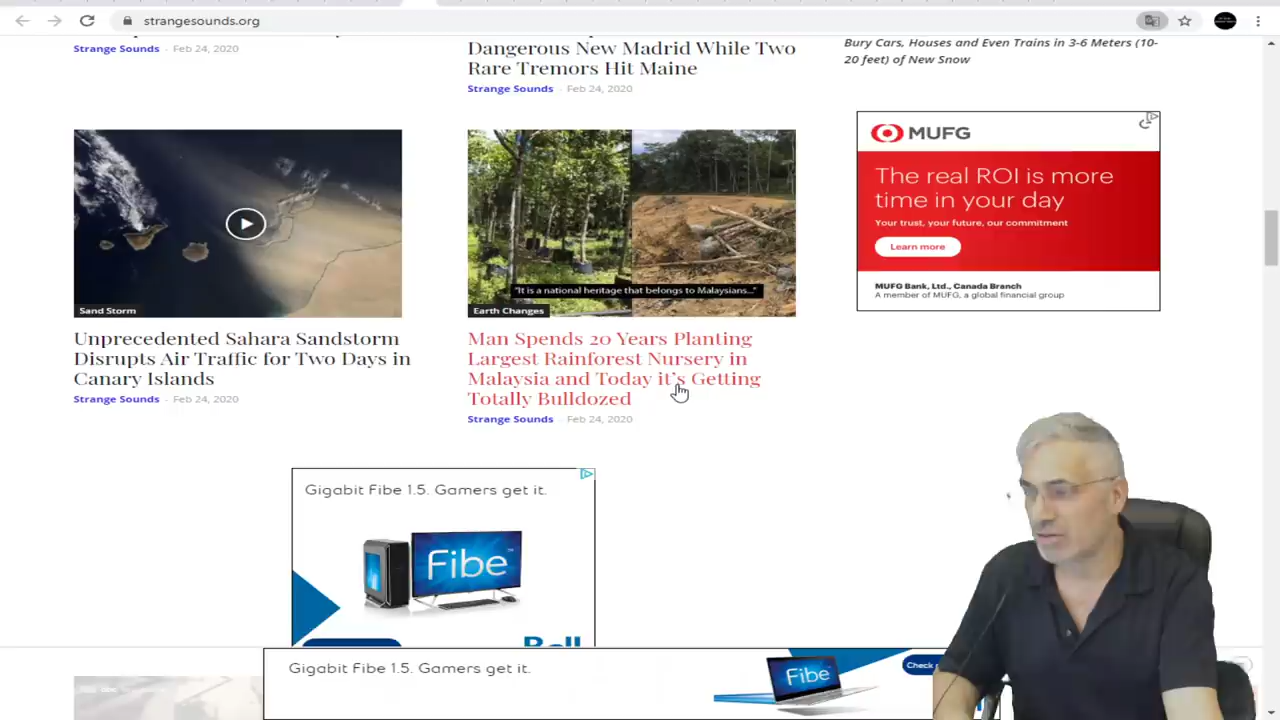 strangesounds.org
Strange Sounds - Feb 24, 2020
Dangerous New Madrid While Two
Rare Tremors Hit Maine
Strange Sounds - Feb 24, 2020
Bury Cars, Houses and Even Trains in 3-6 Meters (10-
20 feet) of New Snow
Sand Storm
Unprecedented Sahara Sandstorm
Disrupts Air Traffic for Two Days in
Canary Islands
Strange Sounds - Feb 24, 2020
"It is a national heritage that belongs to Malaysians..."
Earth Changes
Man Spends 20 Years Planting
Largest Rainforest Nursery in
Malaysia and Today it's Getting
Totally Bulldozed
Strange Sounds - Feb 24, 2020
MUFG
The real ROI is more
time in your day
Your trust, your future, our commitment
Learn more
MUFG Bank, Ltd., Canada Branch
A member of MUFG, a global financial group
Gigabit Fibe 1.5. Gamers get it.
Fibe™
Bell
Gigabit Fibe 1.5. Gamers get it.
Fibe
Check